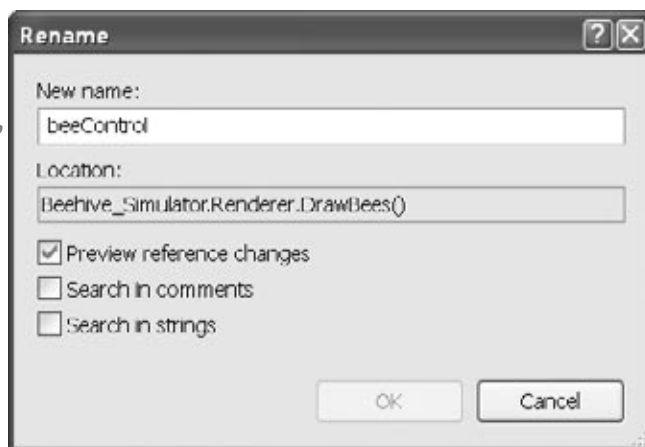 Rename
New name:
beeControl
Location:
Beehive_Simulator.Renderer.DrawBees()
Preview reference changes
Search in comments
Search in strings
OK
Cancel